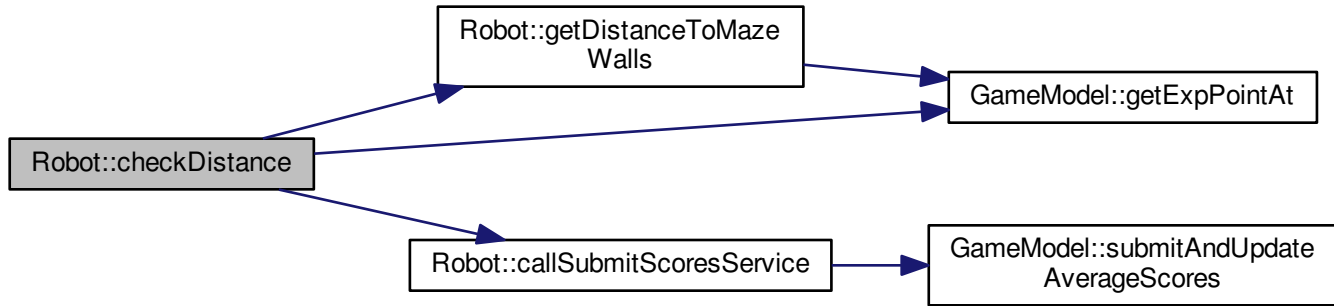 Robot::getDistanceToMaze
Walls
GameModel::getExpPointAt
Robot::checkDistance
Robot::callSubmitScoresService
GameModel::submitAndUpdate
AverageScores